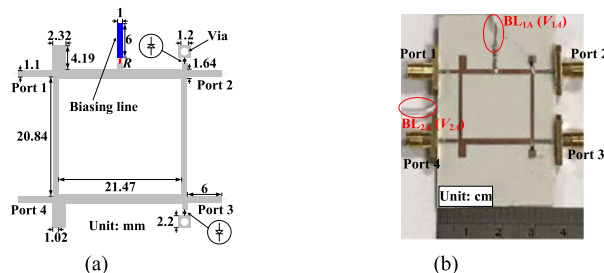 1
2.32
6
1.2
Via
4.19
R
1.64
1.1
Port 1
Biasing line
Port 2
20.84
21.47
6
Port 4
Unit: mm
2.2
Port 3
1.02
(a)
BL1A (V1A)
Port 1
Port 2
BL2A (V2A)
Port 4
Port 3
Unit: cm
1 2 3 4
(b)